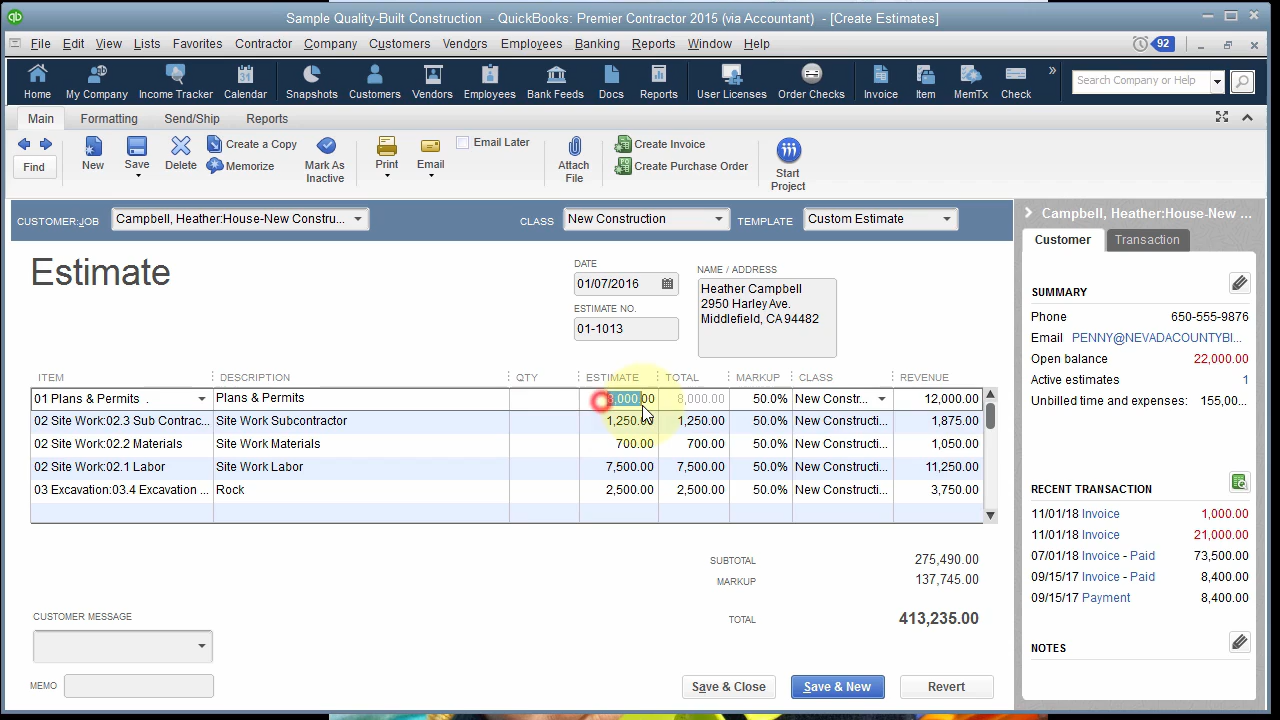 Sample Quality-Built Construction - QuickBooks: Premier Contractor 2015 (via Accountant) - [Create Estimates]
File Edit View Lists Favorites Contractor Company Customers Vendors Employees Banking Reports Window Help 92
Home My Company Income Tracker Calendar Snapshots Customers Vendors Employees Bank Feeds Docs Reports User Licenses Order Checks Invoice Item MemTx Check » Search Company or Help
Main Formatting Send/Ship Reports
Find New Save Delete Create a Copy Memorize Mark As Inactive Print Email Email Later Attach File Create Invoice Create Purchase Order Start Project
CUSTOMER:JOB Campbell, Heather:House-New Constru... CLASS New Construction TEMPLATE Custom Estimate
Estimate
DATE
01/07/2016
ESTIMATE NO.
01-1013
NAME / ADDRESS
Heather Campbell
2950 Harley Ave.
Middlefield, CA 94482
ITEM DESCRIPTION QTY ESTIMATE TOTAL MARKUP CLASS REVENUE
01 Plans & Permits . Plans & Permits 8,000.00 8,000.00 50.0% New Constr... 12,000.00
02 Site Work:02.3 Sub Contrac... Site Work Subcontractor 1,250.00 1,250.00 50.0% New Constructi... 1,875.00
02 Site Work:02.2 Materials Site Work Materials 700.00 700.00 50.0% New Constructi... 1,050.00
02 Site Work:02.1 Labor Site Work Labor 7,500.00 7,500.00 50.0% New Constructi... 11,250.00
03 Excavation:03.4 Excavation ... Rock 2,500.00 2,500.00 50.0% New Constructi... 3,750.00
SUBTOTAL 275,490.00
MARKUP 137,745.00
TOTAL 413,235.00
CUSTOMER MESSAGE
MEMO
Save & Close Save & New Revert
Campbell, Heather:House-New ...
Customer Transaction
SUMMARY
Phone 650-555-9876
Email PENNY@NEVADACOUNTYBI...
Open balance 22,000.00
Active estimates 1
Unbilled time and expenses: 155,00...
RECENT TRANSACTION
11/01/18 Invoice 1,000.00
11/01/18 Invoice 21,000.00
07/01/18 Invoice - Paid 73,500.00
09/15/17 Invoice - Paid 8,400.00
09/15/17 Payment 8,400.00
NOTES